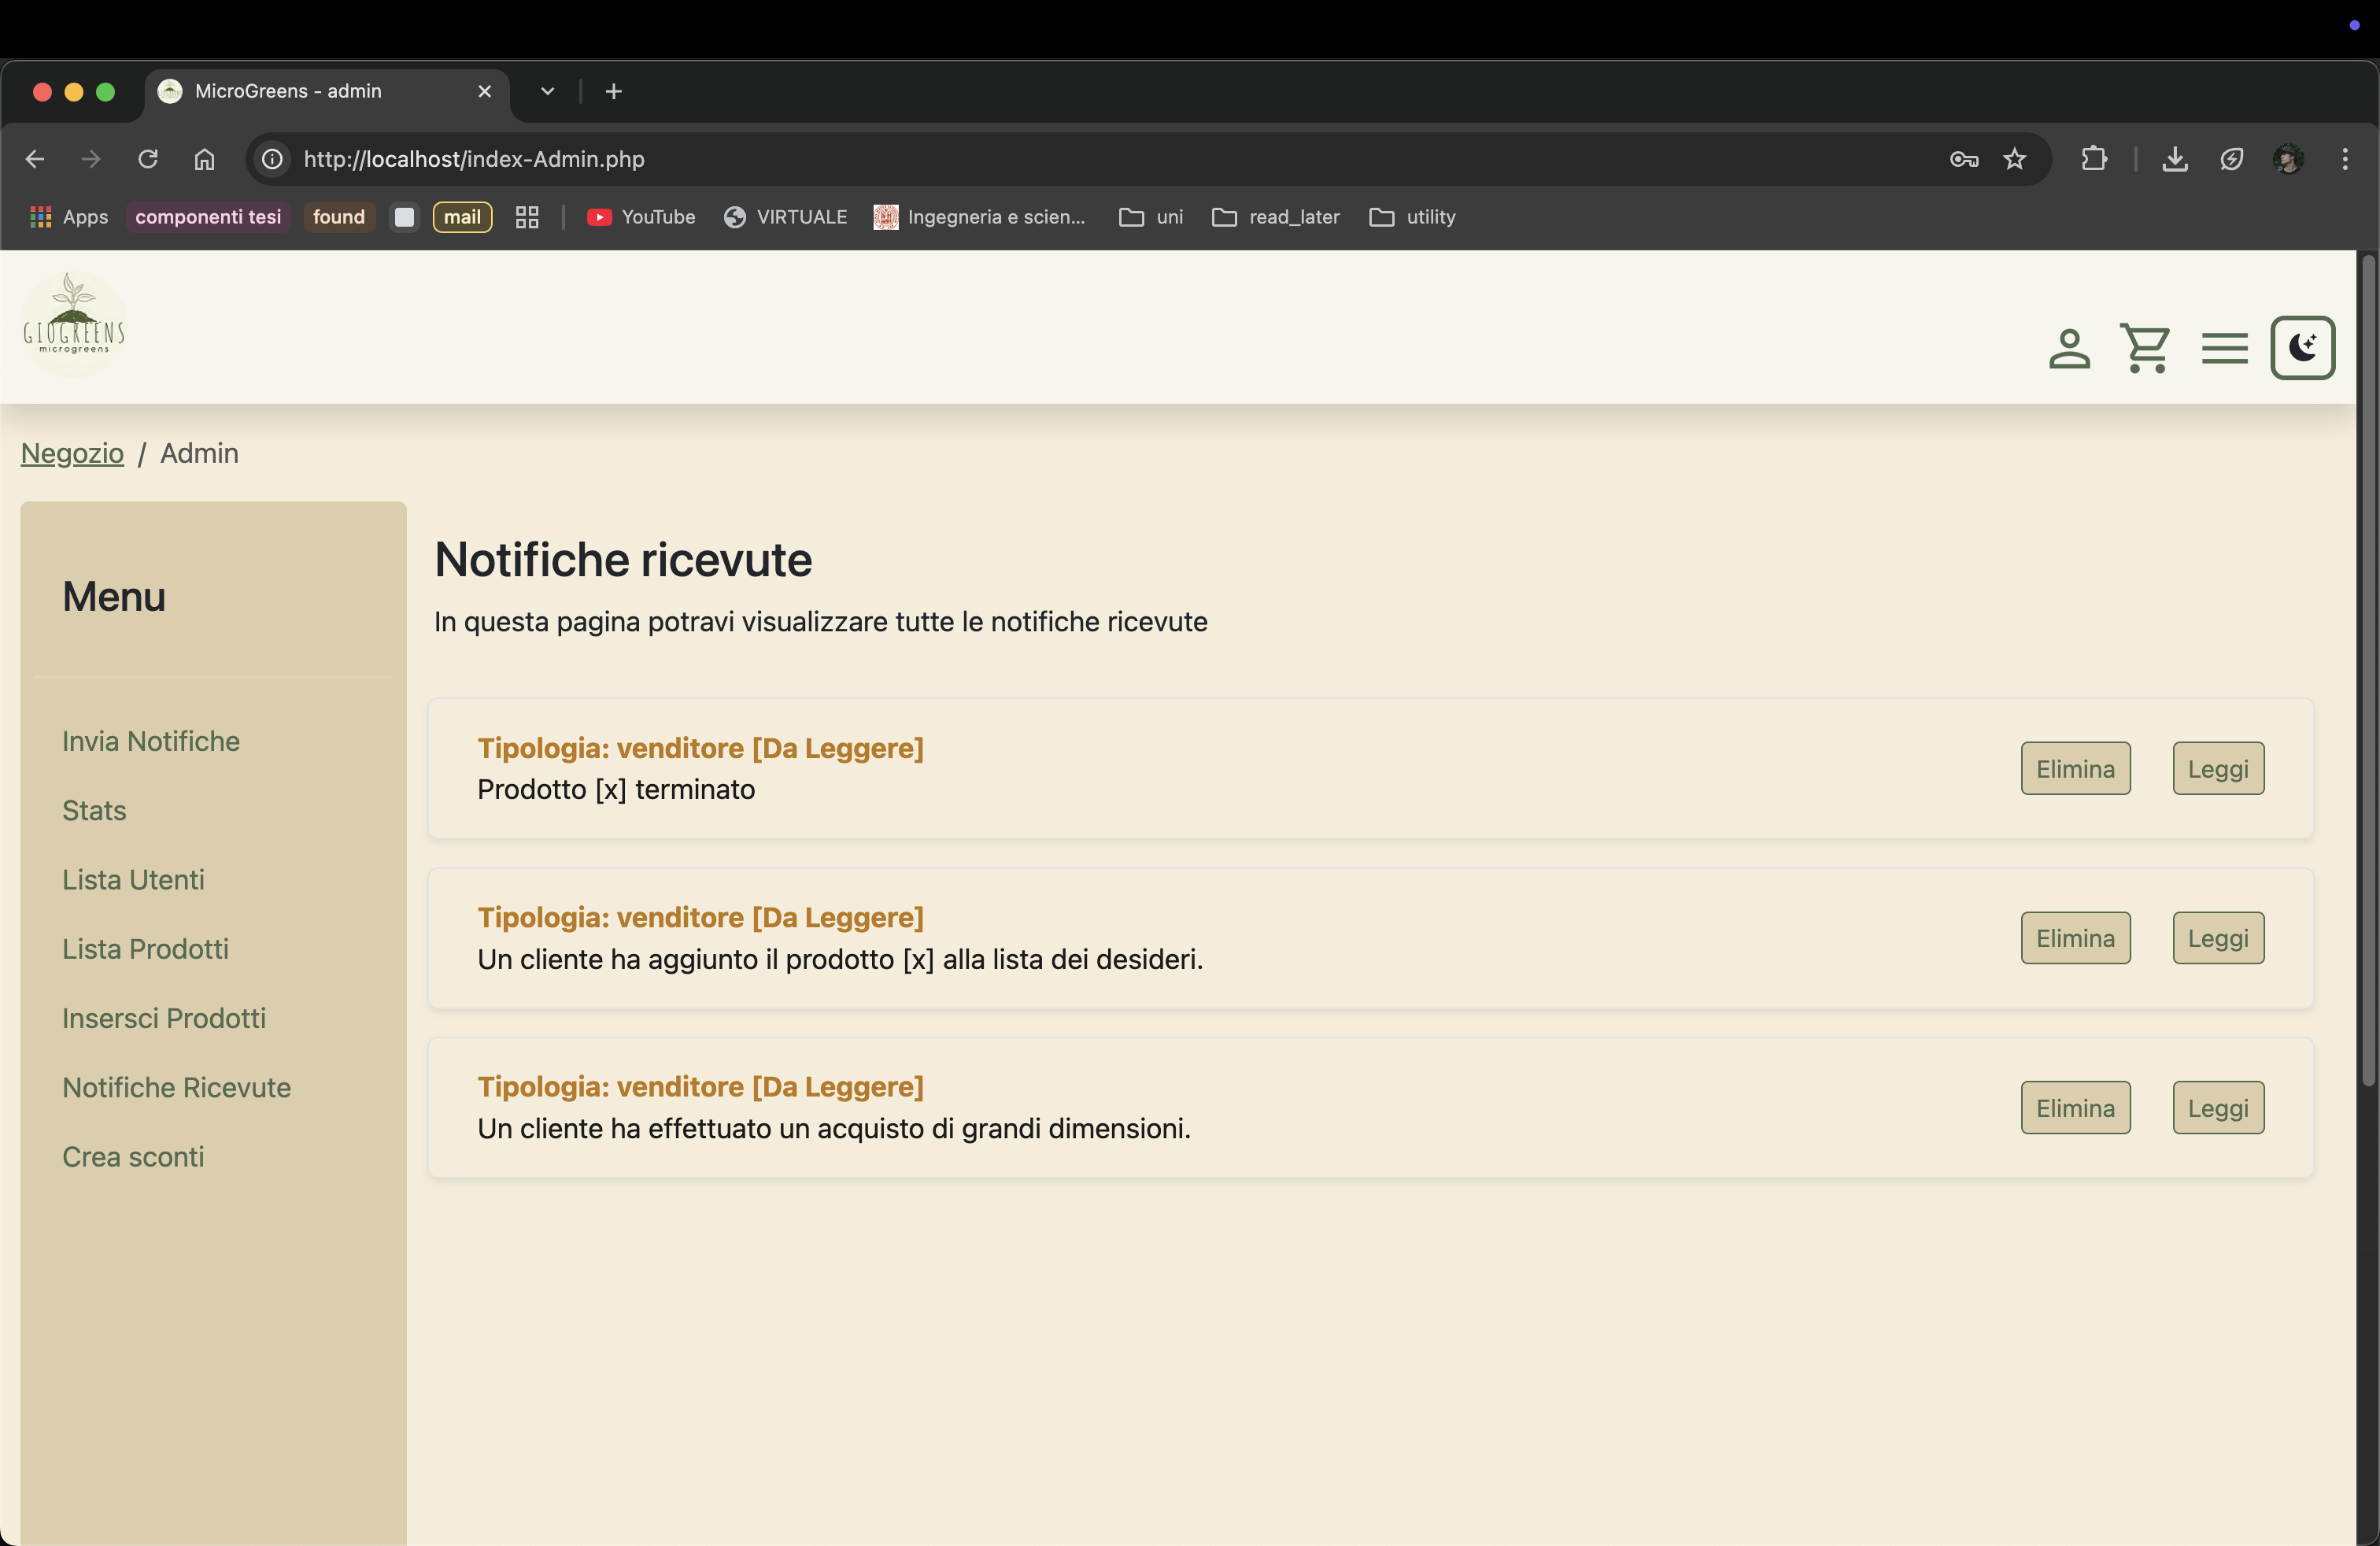 MicroGreens - admin
http://localhost/index-Admin.php
Apps componenti tesi found mail YouTube VIRTUALE Ingegneria e scien... uni read_later utility
GIOGREENS
microgreens
Negozio / Admin
Menu
Invia Notifiche
Stats
Lista Utenti
Lista Prodotti
Insersci Prodotti
Notifiche Ricevute
Crea sconti
Notifiche ricevute
In questa pagina potravi visualizzare tutte le notifiche ricevute
Tipologia: venditore [Da Leggere]
Prodotto [x] terminato
Elimina Leggi
Tipologia: venditore [Da Leggere]
Un cliente ha aggiunto il prodotto [x] alla lista dei desideri.
Elimina Leggi
Tipologia: venditore [Da Leggere]
Un cliente ha effettuato un acquisto di grandi dimensioni.
Elimina Leggi